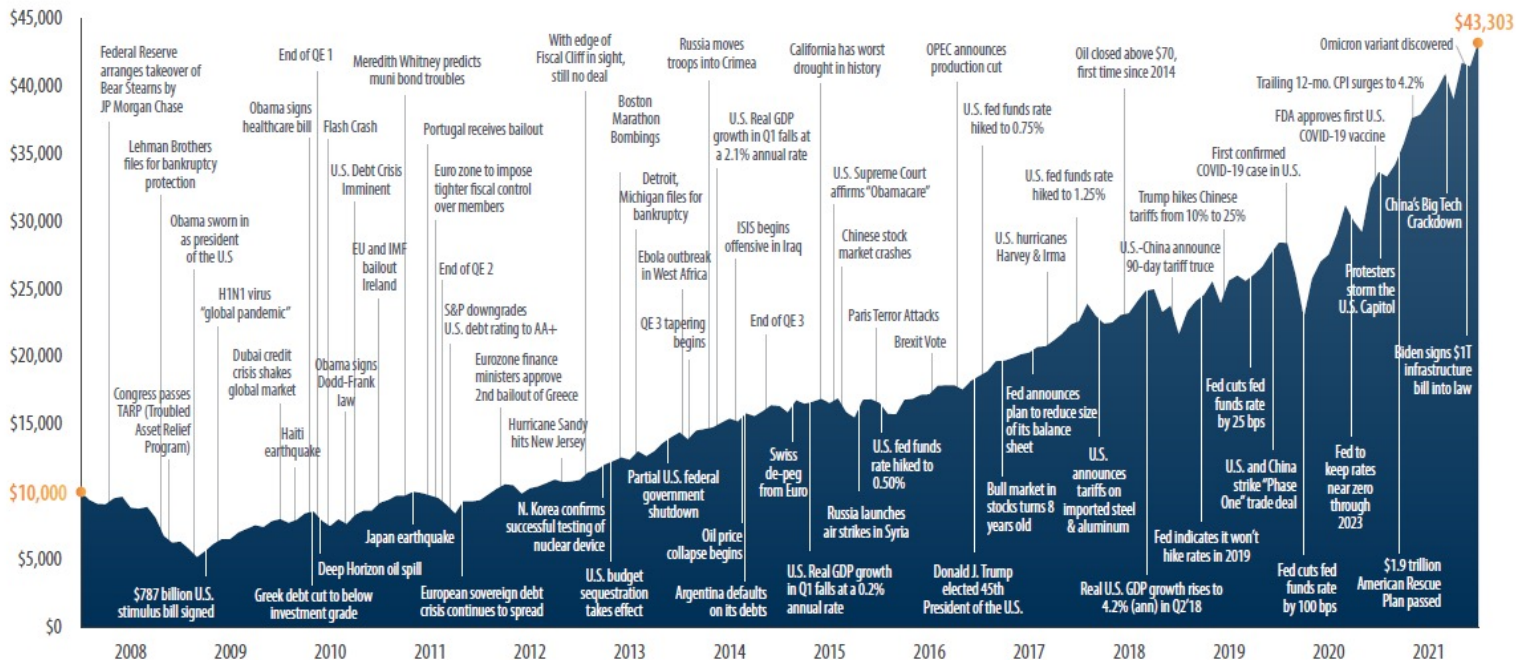 $45,000
$40,000
$35,000
$30,000
$25,000
$20,000
$15,000
$10,000
$5,000
$0
$43,303
Federal Reserve
arranges takeover of
Bear Stearns by
JP Morgan Chase
Lehman Brothers
files for bankruptcy
protection
Obama sworn in
as president
of the U.S
H1N1 virus
"global pandemic"
Dubai credit
crisis shakes
global market
Congress passes
TARP (Troubled
Asset Relief
Program)
Haiti
earthquake
End of QE 1
Obama signs
healthcare bill
Flash Crash
U.S. Debt Crisis
Imminent
EU and IMF
bailout
Ireland
Obama signs
Dodd-Frank
law
Meredith Whitney predicts
muni bond troubles
Portugal receives bailout
Euro zone to impose
tighter fiscal control
over members
End of QE 2
S&P downgrades
U.S. debt rating to AA+
Eurozone finance
ministers approve
2nd bailout of Greece
Hurricane Sandy
hits New Jersey
With edge of
Fiscal Cliff in sight,
still no deal
Boston
Marathon
Bombings
Detroit,
Michigan files for
bankruptcy
Ebola outbreak
in West Africa
QE 3 tapering
begins
Russia moves
troops into Crimea
U.S. Real GDP
growth in Q1 falls at
a 2.1% annual rate
ISIS begins
offensive in Iraq
End of QE 3
California has worst
drought in history
U.S. Supreme Court
affirms "Obamacare"
Chinese stock
market crashes
Paris Terror Attacks
Brexit Vote
OPEC announces
production cut
U.S. fed funds rate
hiked to 0.75%
U.S. hurricanes
Harvey & Irma
Oil closed above $70,
first time since 2014
U.S. fed funds rate
hiked to 1.25%
Trump hikes Chinese
tariffs from 10% to 25%
U.S.-China announce
90-day tariff truce
First confirmed
COVID-19 case in U.S.
FDA approves first U.S.
COVID-19 vaccine
Trailing 12-mo. CPI surges to 4.2%
Omicron variant discovered
China's Big Tech
Crackdown
Protesters
storm the
U.S. Capitol
Biden signs $1T
infrastructure
bill into law
$787 billion U.S.
stimulus bill signed
Greek debt cut to below
investment grade
Deep Horizon oil spill
Japan earthquake
European sovereign debt
crisis continues to spread
N. Korea confirms
successful testing of
nuclear device
U.S. budget
sequestration
takes effect
Partial U.S. federal
government
shutdown
Oil price
collapse begins
Argentina defaults
on its debts
Swiss
de-peg
from Euro
U.S. Real GDP growth
in Q1 falls at a 0.2%
annual rate
Russia launches
air strikes in Syria
U.S. fed funds
rate hiked to
0.50%
Donald J. Trump
elected 45th
President of the U.S.
Bull market in
stocks turns 8
years old
Fed announces
plan to reduce size
of its balance
sheet
U.S.
announces
tariffs on
imported steel
& aluminum
Real U.S. GDP growth rises to
4.2% (ann) in Q2'18
Fed indicates it won't
hike rates in 2019
Fed cuts fed
funds rate
by 25 bps
U.S. and China
strike "Phase
One" trade deal
Fed cuts fed
funds rate
by 100 bps
Fed to
keep rates
near zero
through
2023
$1.9 trillion
American Rescue
Plan passed
2008
2009
2010
2011
2012
2013
2014
2015
2016
2017
2018
2019
2020
2021